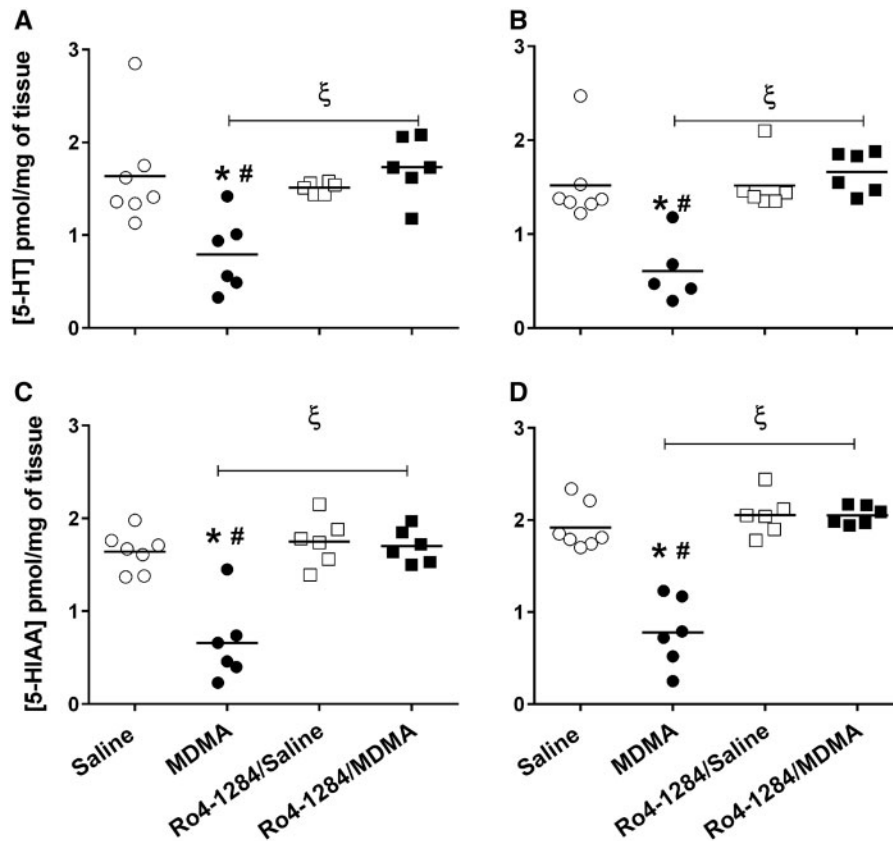 A
B
3
2
1
0
[5-HT] pmol/mg of tissue
* #
ξ
3
2
1
0
* #
ξ
C
D
3
2
1
0
[5-HIAA] pmol/mg of tissue
* #
ξ
3
2
1
0
* #
ξ
Saline
MDMA
Ro4-1284/Saline
Ro4-1284/MDMA
Saline
MDMA
Ro4-1284/Saline
Ro4-1284/MDMA